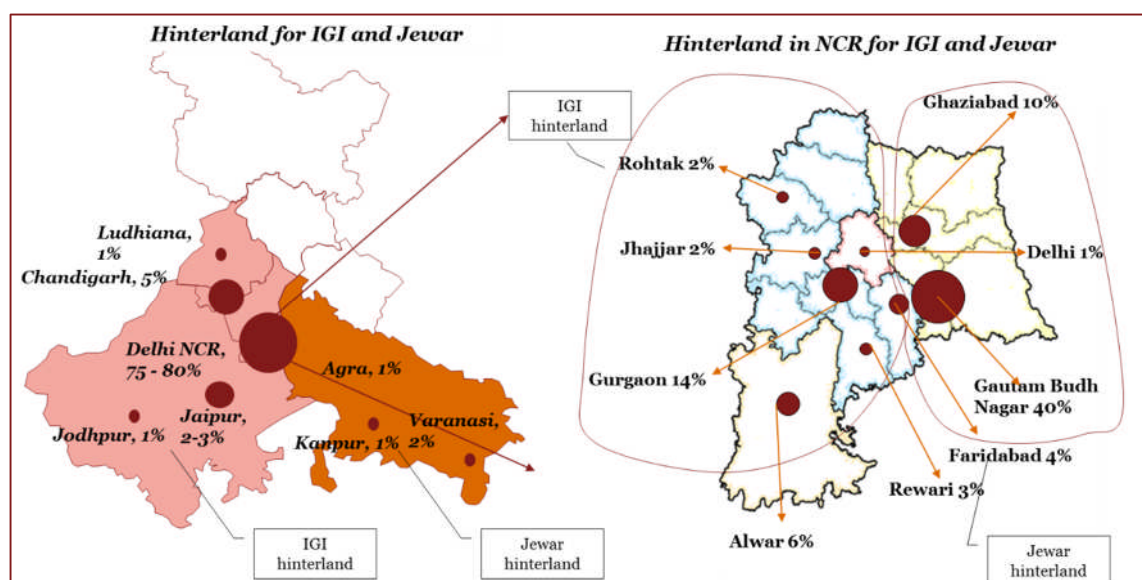 Hinterland for IGI and Jewar
Ludhiana,
1%
Chandigarh, 5%
Delhi NCR,
75 - 80%
Jaipur,
2-3%
Jodhpur, 1%
Agra, 1%
Varanasi,
2%
Kanpur, 1%
IGI
hinterland
Jewar
hinterland
Hinterland in NCR for IGI and Jewar
IGI
hinterland
Ghaziabad 10%
Rohtak 2%
Jhajjar 2%
Delhi 1%
Gurgaon 14%
Gautam Budh
Nagar 40%
Faridabad 4%
Rewari 3%
Alwar 6%
Jewar
hinterland